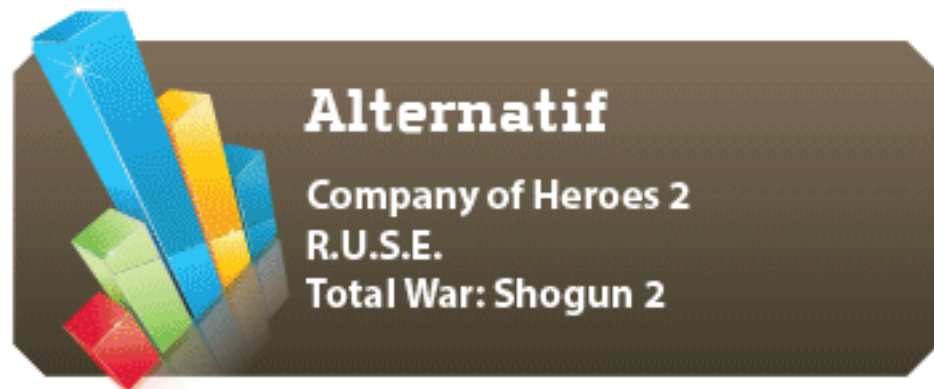 Alternatif
Company of Heroes 2
R.U.S.E.
Total War: Shogun 2